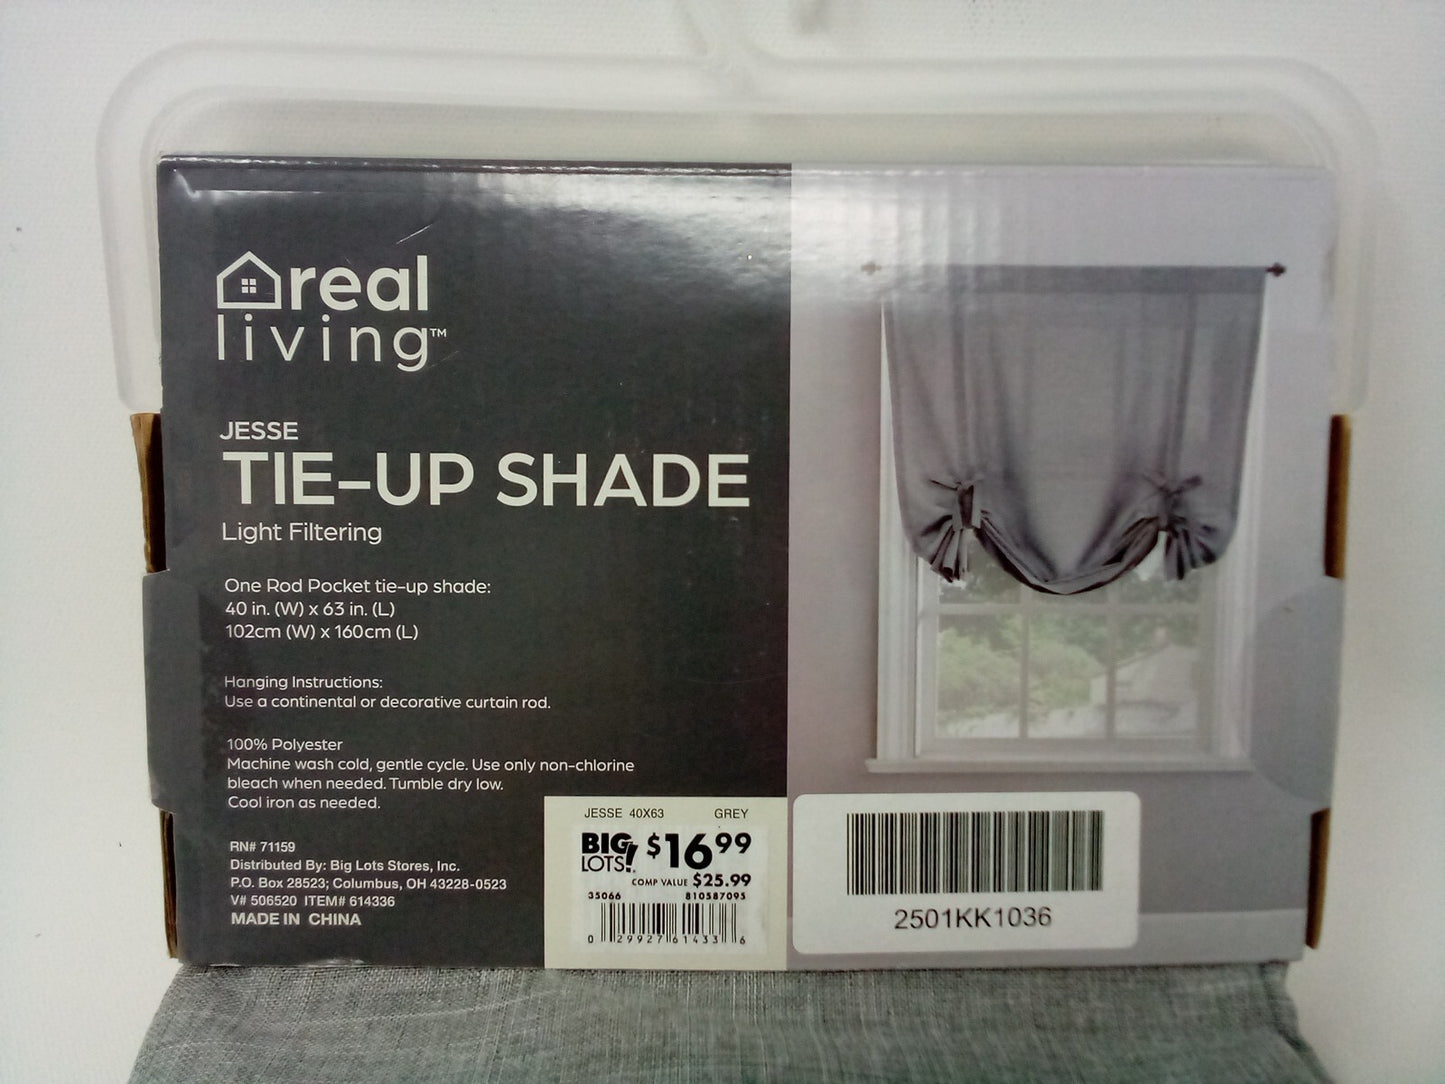 real
living™
JESSE
TIE-UP SHADE
Light Filtering
One Rod Pocket tie-up shade:
40 in. (W) x 63 in. (L)
102cm (W) x 160cm (L)
Hanging Instructions:
Use a continental or decorative curtain rod.
100% Polyester
Machine wash cold, gentle cycle. Use only non-chlorine
bleach when needed. Tumble dry low.
Cool iron as needed.
RN# 71159
Distributed By: Big Lots Stores, Inc.
P.O. Box 28523; Columbus, OH 43228-0523
V# 506520 ITEM# 614336
MADE IN CHINA
JESSE 40X63 GREY
BIG LOTS! $16.99
COMP VALUE $25.99
35066 810587095
0 29927 61433 6
2501KK1036